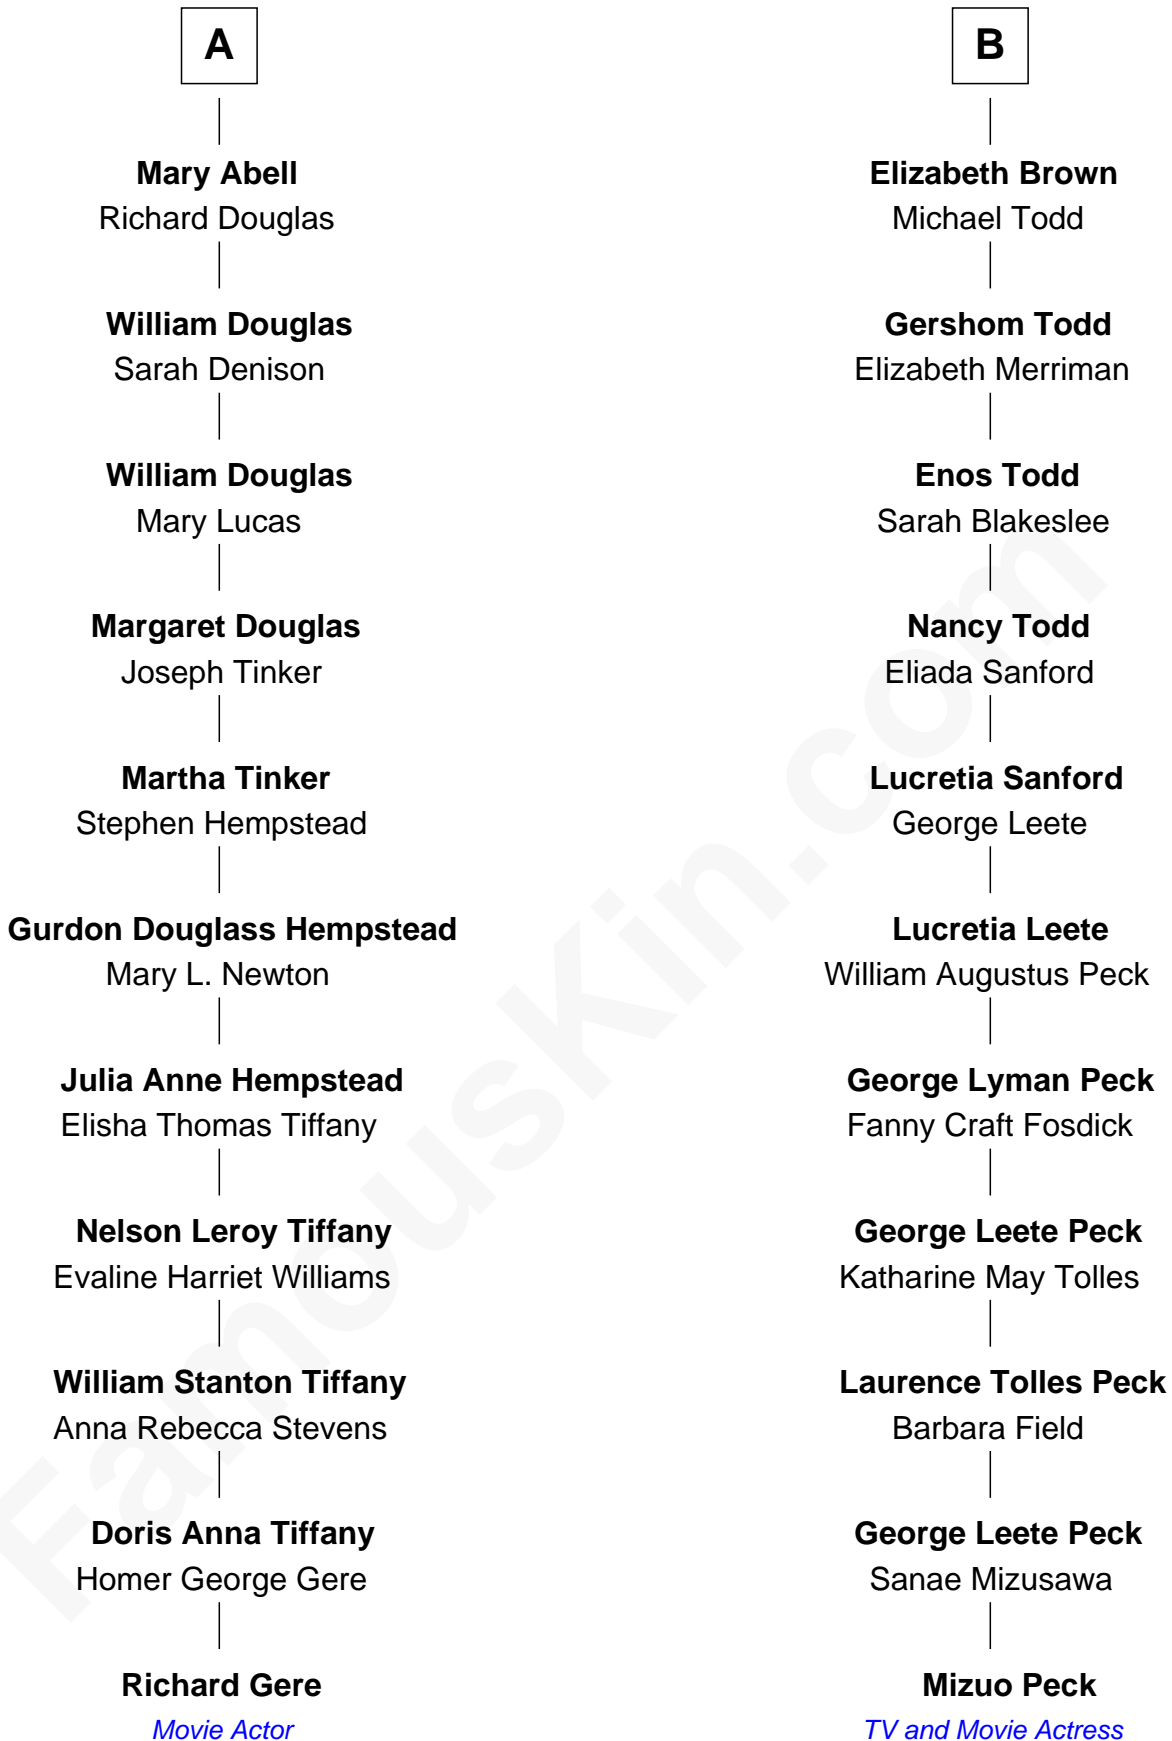 A
Mary Abell
Richard Douglas
William Douglas
Sarah Denison
William Douglas
Mary Lucas
Margaret Douglas
Joseph Tinker
Martha Tinker
Stephen Hempstead
Gurdon Douglass Hempstead
Mary L. Newton
Julia Anne Hempstead
Elisha Thomas Tiffany
Nelson Leroy Tiffany
Evaline Harriet Williams
William Stanton Tiffany
Anna Rebecca Stevens
Doris Anna Tiffany
Homer George Gere
Richard Gere
Movie Actor
B
Elizabeth Brown
Michael Todd
Gershom Todd
Elizabeth Merriman
Enos Todd
Sarah Blakeslee
Nancy Todd
Eliada Sanford
Lucretia Sanford
George Leete
Lucretia Leete
William Augustus Peck
George Lyman Peck
Fanny Craft Fosdick
George Leete Peck
Katharine May Tolles
Laurence Tolles Peck
Barbara Field
George Leete Peck
Sanae Mizusawa
Mizuo Peck
TV and Movie Actress
FamousKin.com